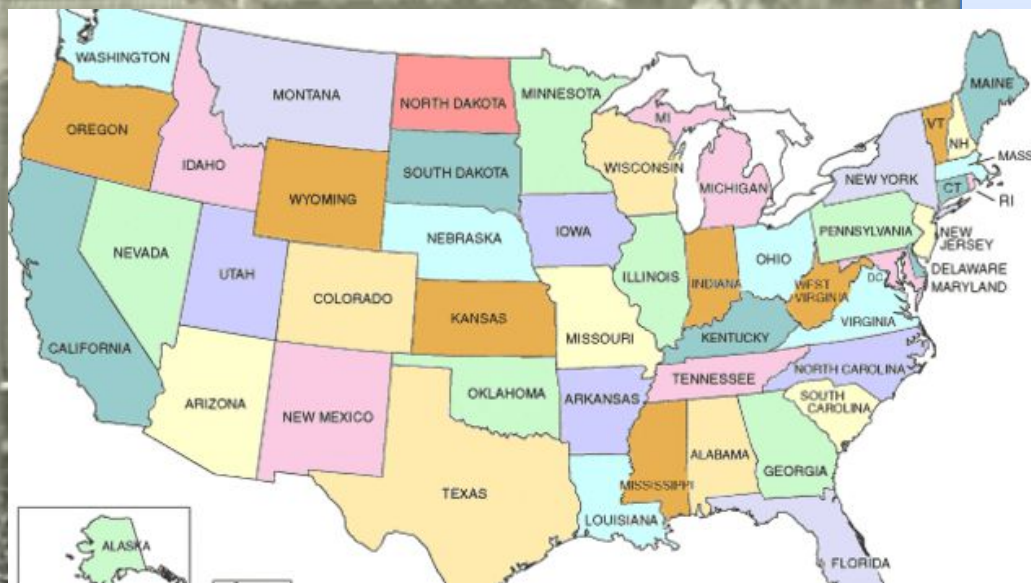 WASHINGTON
MONTANA
NORTH DAKOTA
MINNESOTA
MAINE
OREGON
IDAHO
WYOMING
SOUTH DAKOTA
WISCONSIN
MI
MICHIGAN
VT
NH
MASS
NEW YORK
CT
RI
NEVADA
UTAH
COLORADO
NEBRASKA
IOWA
ILLINOIS
INDIANA
OHIO
PENNSYLVANIA
NEW
JERSEY
DELAWARE
MARYLAND
DC
WEST
VIRGINIA
VIRGINIA
CALIFORNIA
KANSAS
MISSOURI
KENTUCKY
ARIZONA
NEW MEXICO
OKLAHOMA
ARKANSAS
TENNESSEE
NORTH CAROLINA
SOUTH
CAROLINA
TEXAS
LOUISIANA
MISSISSIPPI
ALABAMA
GEORGIA
FLORIDA
ALASKA